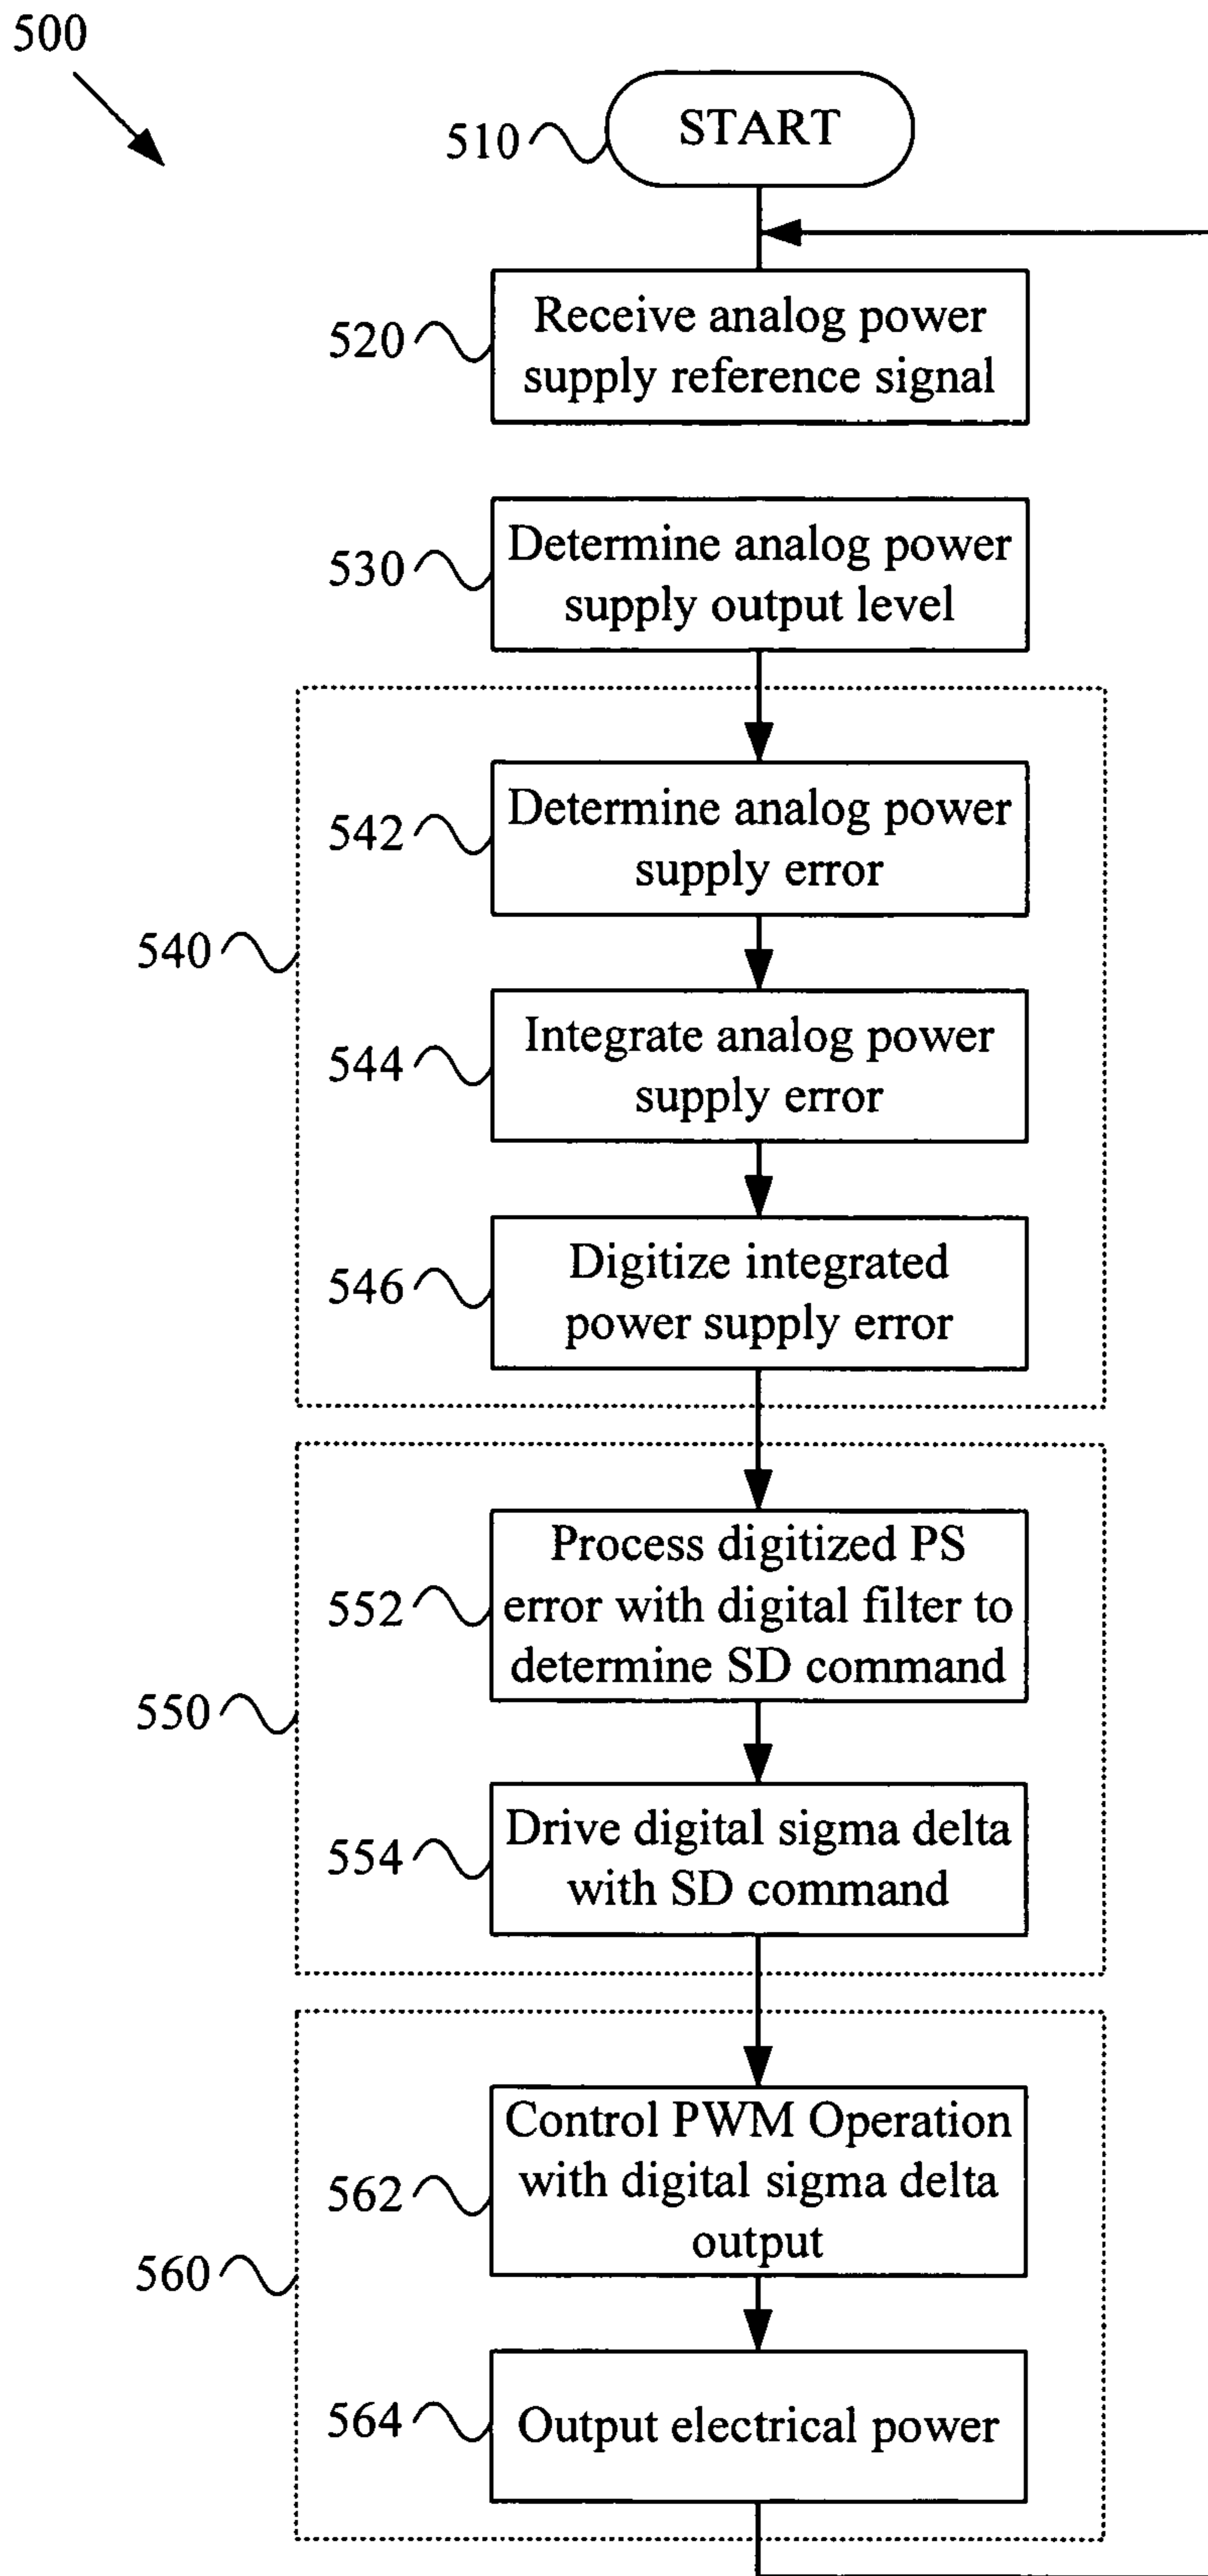 500
START
510
Receive analog power
supply reference signal
520
Determine analog power
supply output level
530
Determine analog power
supply error
542
540
Integrate analog power
supply error
544
Digitize integrated
power supply error
546
Process digitized PS
error with digital filter to
determine SD command
552
550
Drive digital sigma delta
with SD command
554
Control PWM Operation
with digital sigma delta
output
562
560
Output electrical power
564